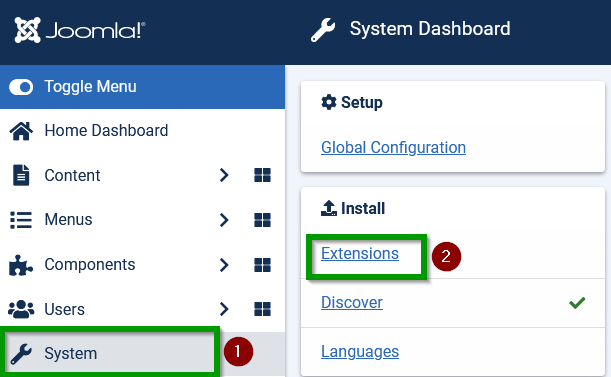 Joomla!®
System Dashboard
Toggle Menu
Home Dashboard
Content
Menus
Components
Users
System
1
Setup
Global Configuration
Install
Extensions
2
Discover
Languages